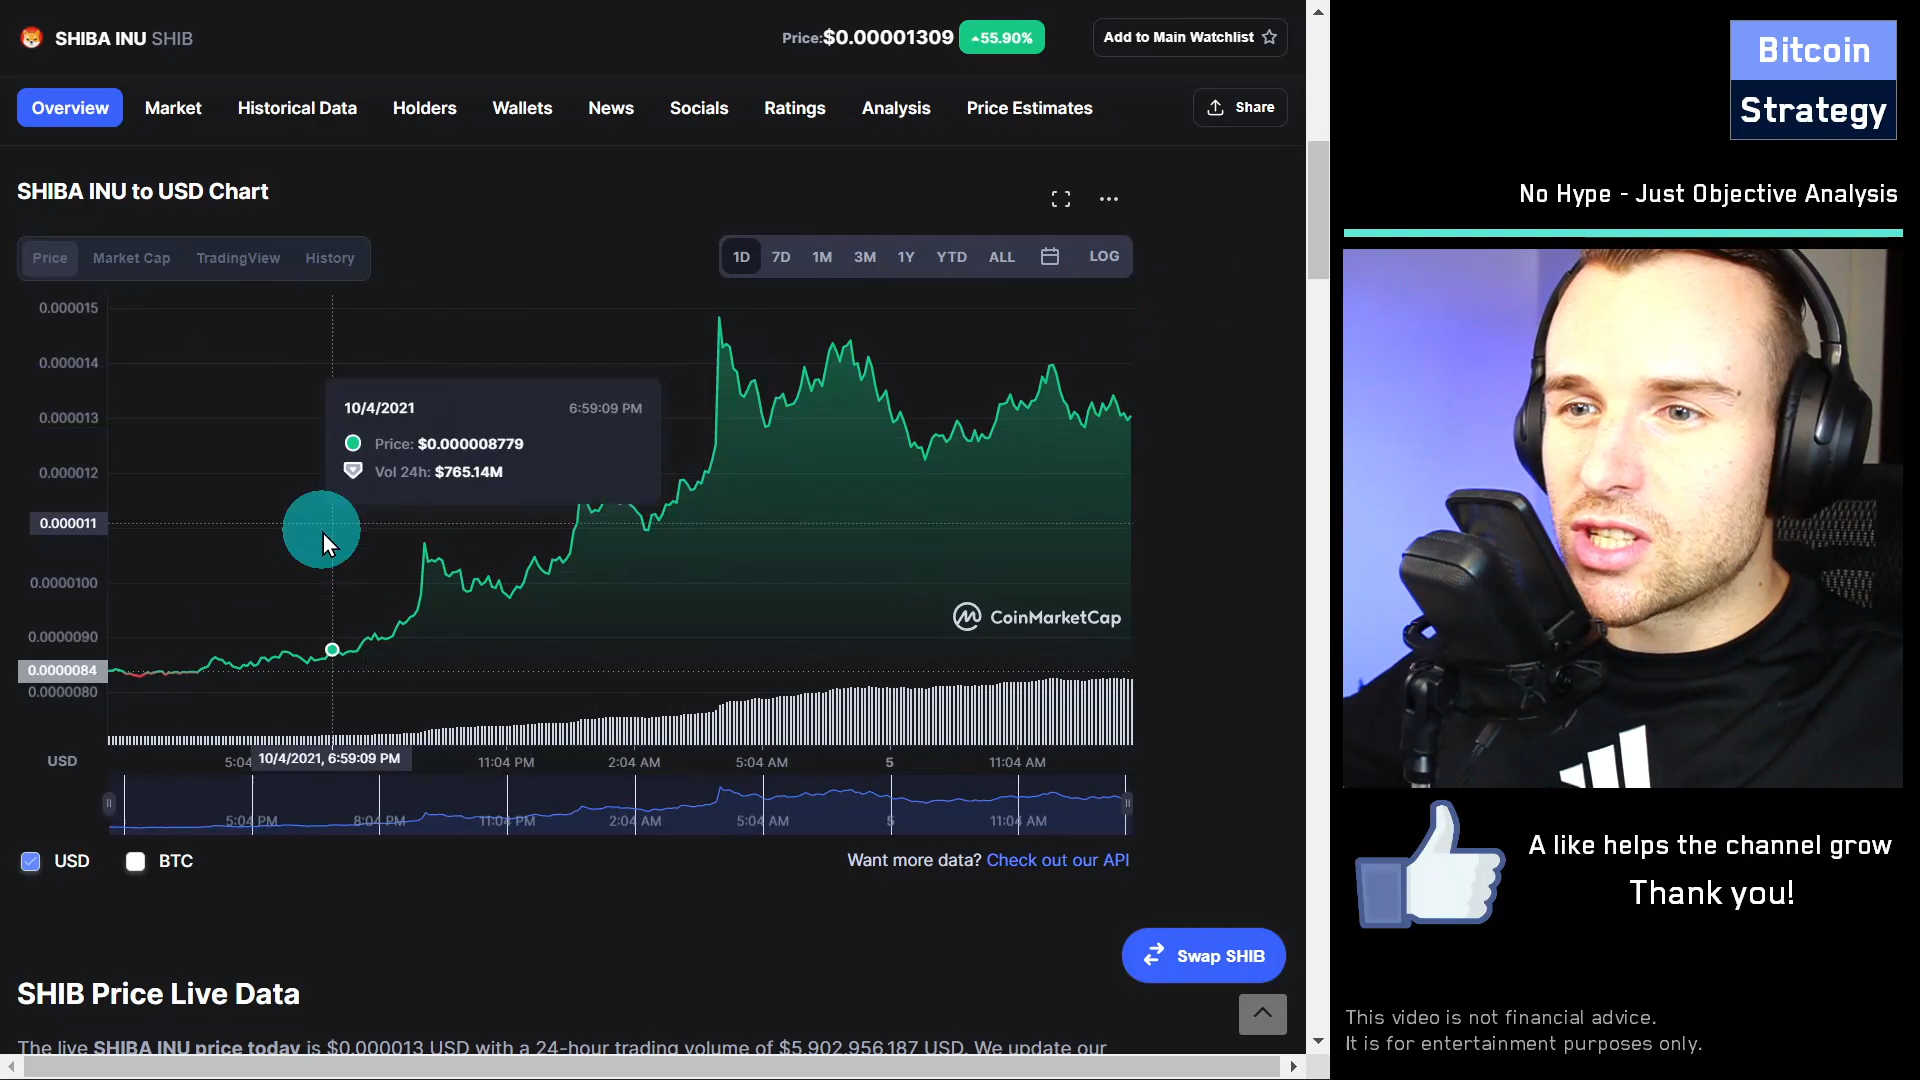 SHIBA INU SHIB
Price:$0.00001309
55.90%
Add to Main Watchlist
Overview
Market
Historical Data
Holders
Wallets
News
Socials
Ratings
Analysis
Price Estimates
Share
SHIBA INU to USD Chart
Price
Market Cap
TradingView
History
1D
7D
1M
3M
1Y
YTD
ALL
LOG
0.000015
0.000014
0.000013
0.000012
0.000011
0.0000100
0.0000090
0.0000084
0.0000080
10/4/2021
6:59:09 PM
Price: $0.000008779
Vol 24h: $765.14M
CoinMarketCap
USD
5:04
10/4/2021, 6:59:09 PM
11:04 PM
2:04 AM
5:04 AM
5
11:04 AM
5:04 PM
8:04 PM
11:04 PM
2:04 AM
5:04 AM
5
11:04 AM
USD
BTC
Want more data? Check out our API
Swap SHIB
SHIB Price Live Data
The live SHIBA INU price today is $0.000013 USD with a 24-hour trading volume of $5,902,956,187 USD. We update our
Bitcoin
Strategy
No Hype - Just Objective Analysis
A like helps the channel grow
Thank you!
This video is not financial advice.
It is for entertainment purposes only.